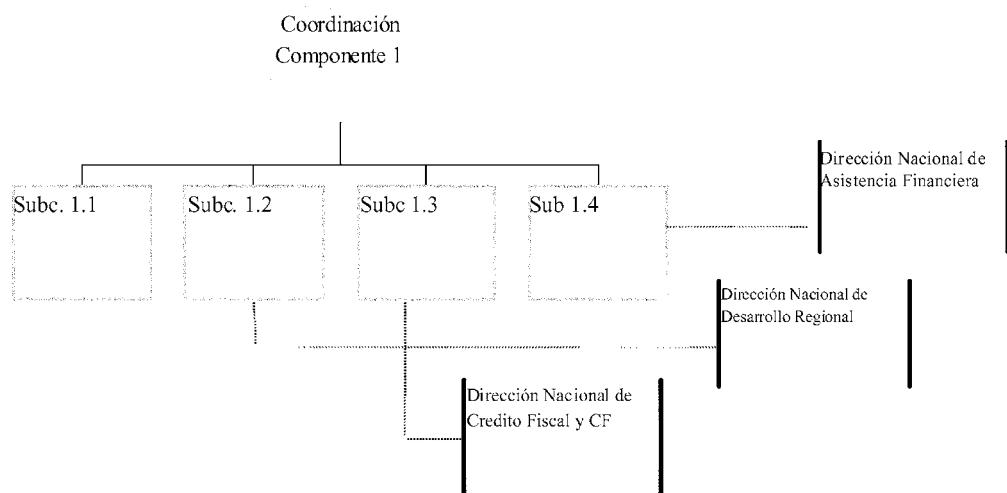 Coordinación
Componente 1
Dirección Nacional de
Asistencia Financiera
Subc. 1.1
Subc. 1.2
Subc 1.3
Sub 1.4
Dirección Nacional de
Desarrollo Regional
Dirección Nacional de
Credito Fiscal y CF